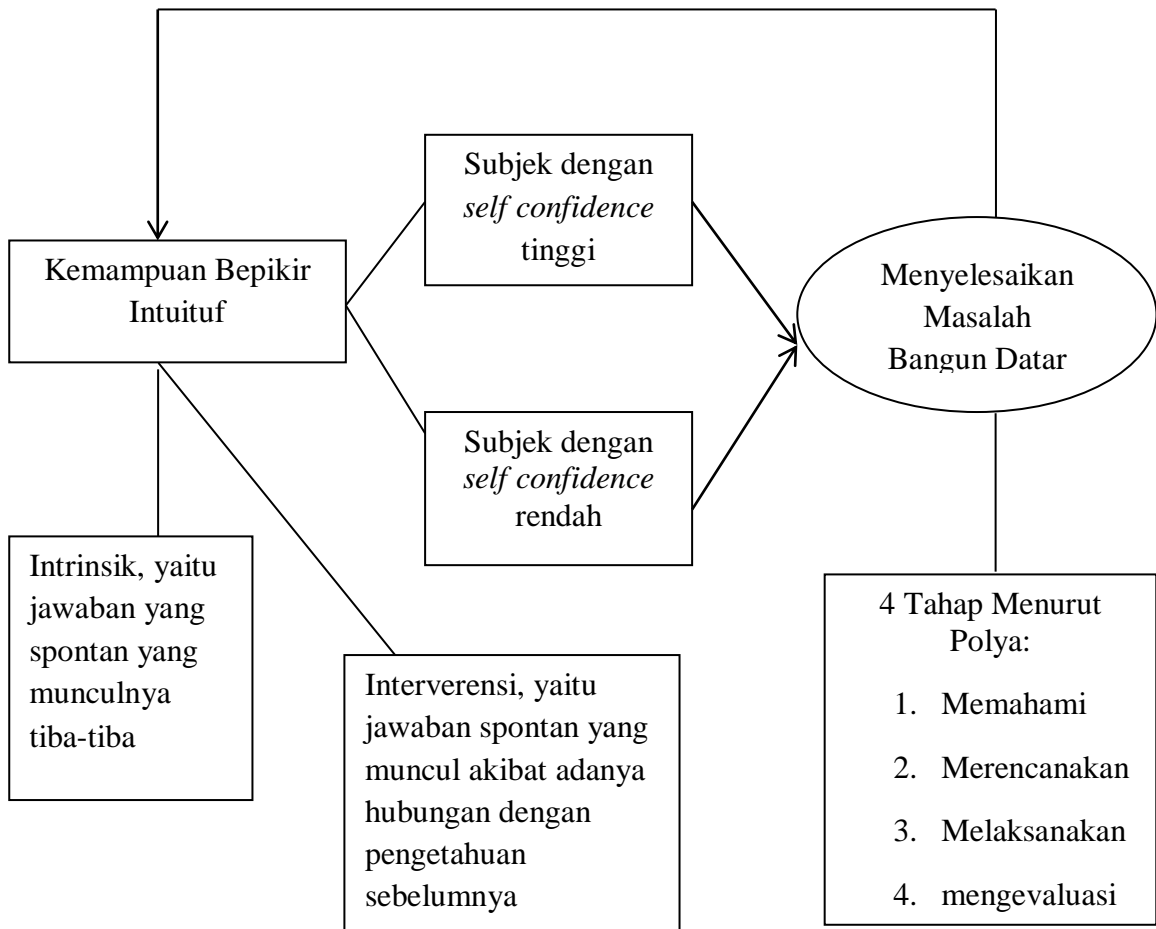 Subjek dengan
self confidence
tinggi
Kemampuan Bepikir
Intuituf
Menyelesaikan
Masalah
Bangun Datar
Subjek dengan
self confidence
rendah
Intrinsik, yaitu
jawaban yang
spontan yang
munculnya
tiba-tiba
Interverensi, yaitu
jawaban spontan yang
muncul akibat adanya
hubungan dengan
pengetahuan
sebelumnya
4 Tahap Menurut
Polya:
1. Memahami
2. Merencanakan
3. Melaksanakan
4. mengevaluasi